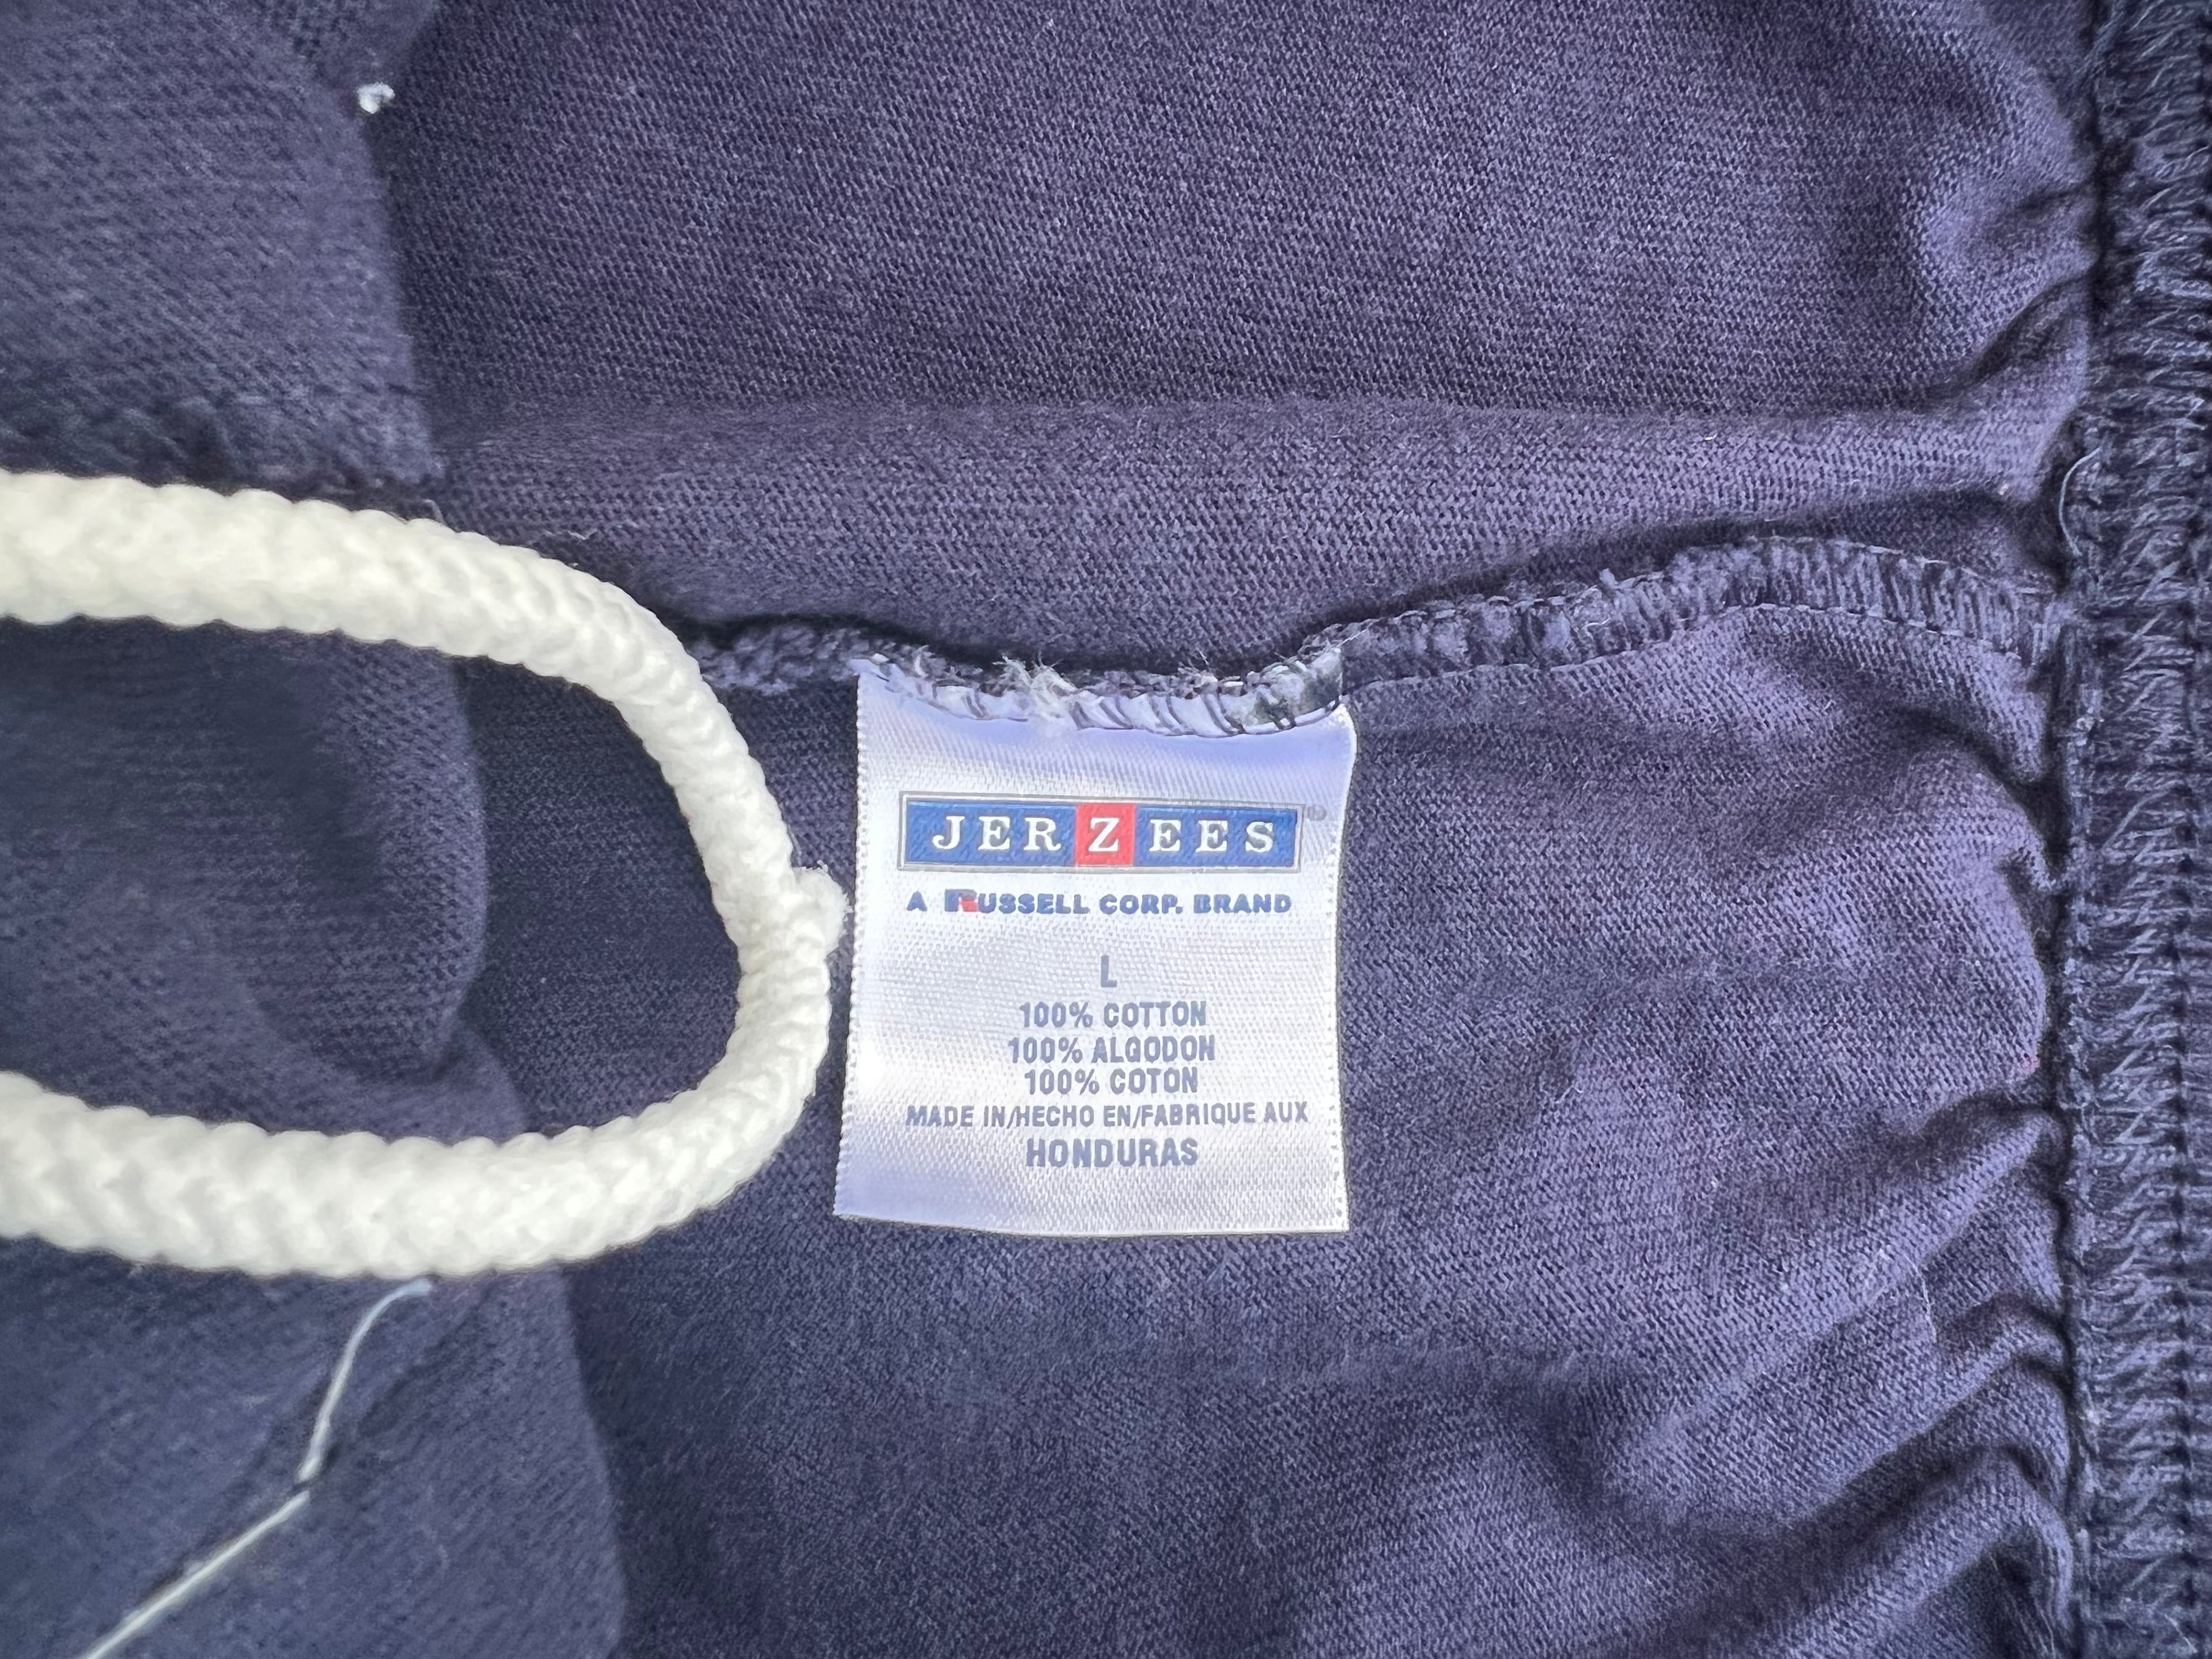 JERZEES
A RUSSELL CORP. BRAND
L
100% COTTON
100% ALGODON
100% COTON
MADE IN/HECHO EN/FABRIQUE AUX
HONDURAS